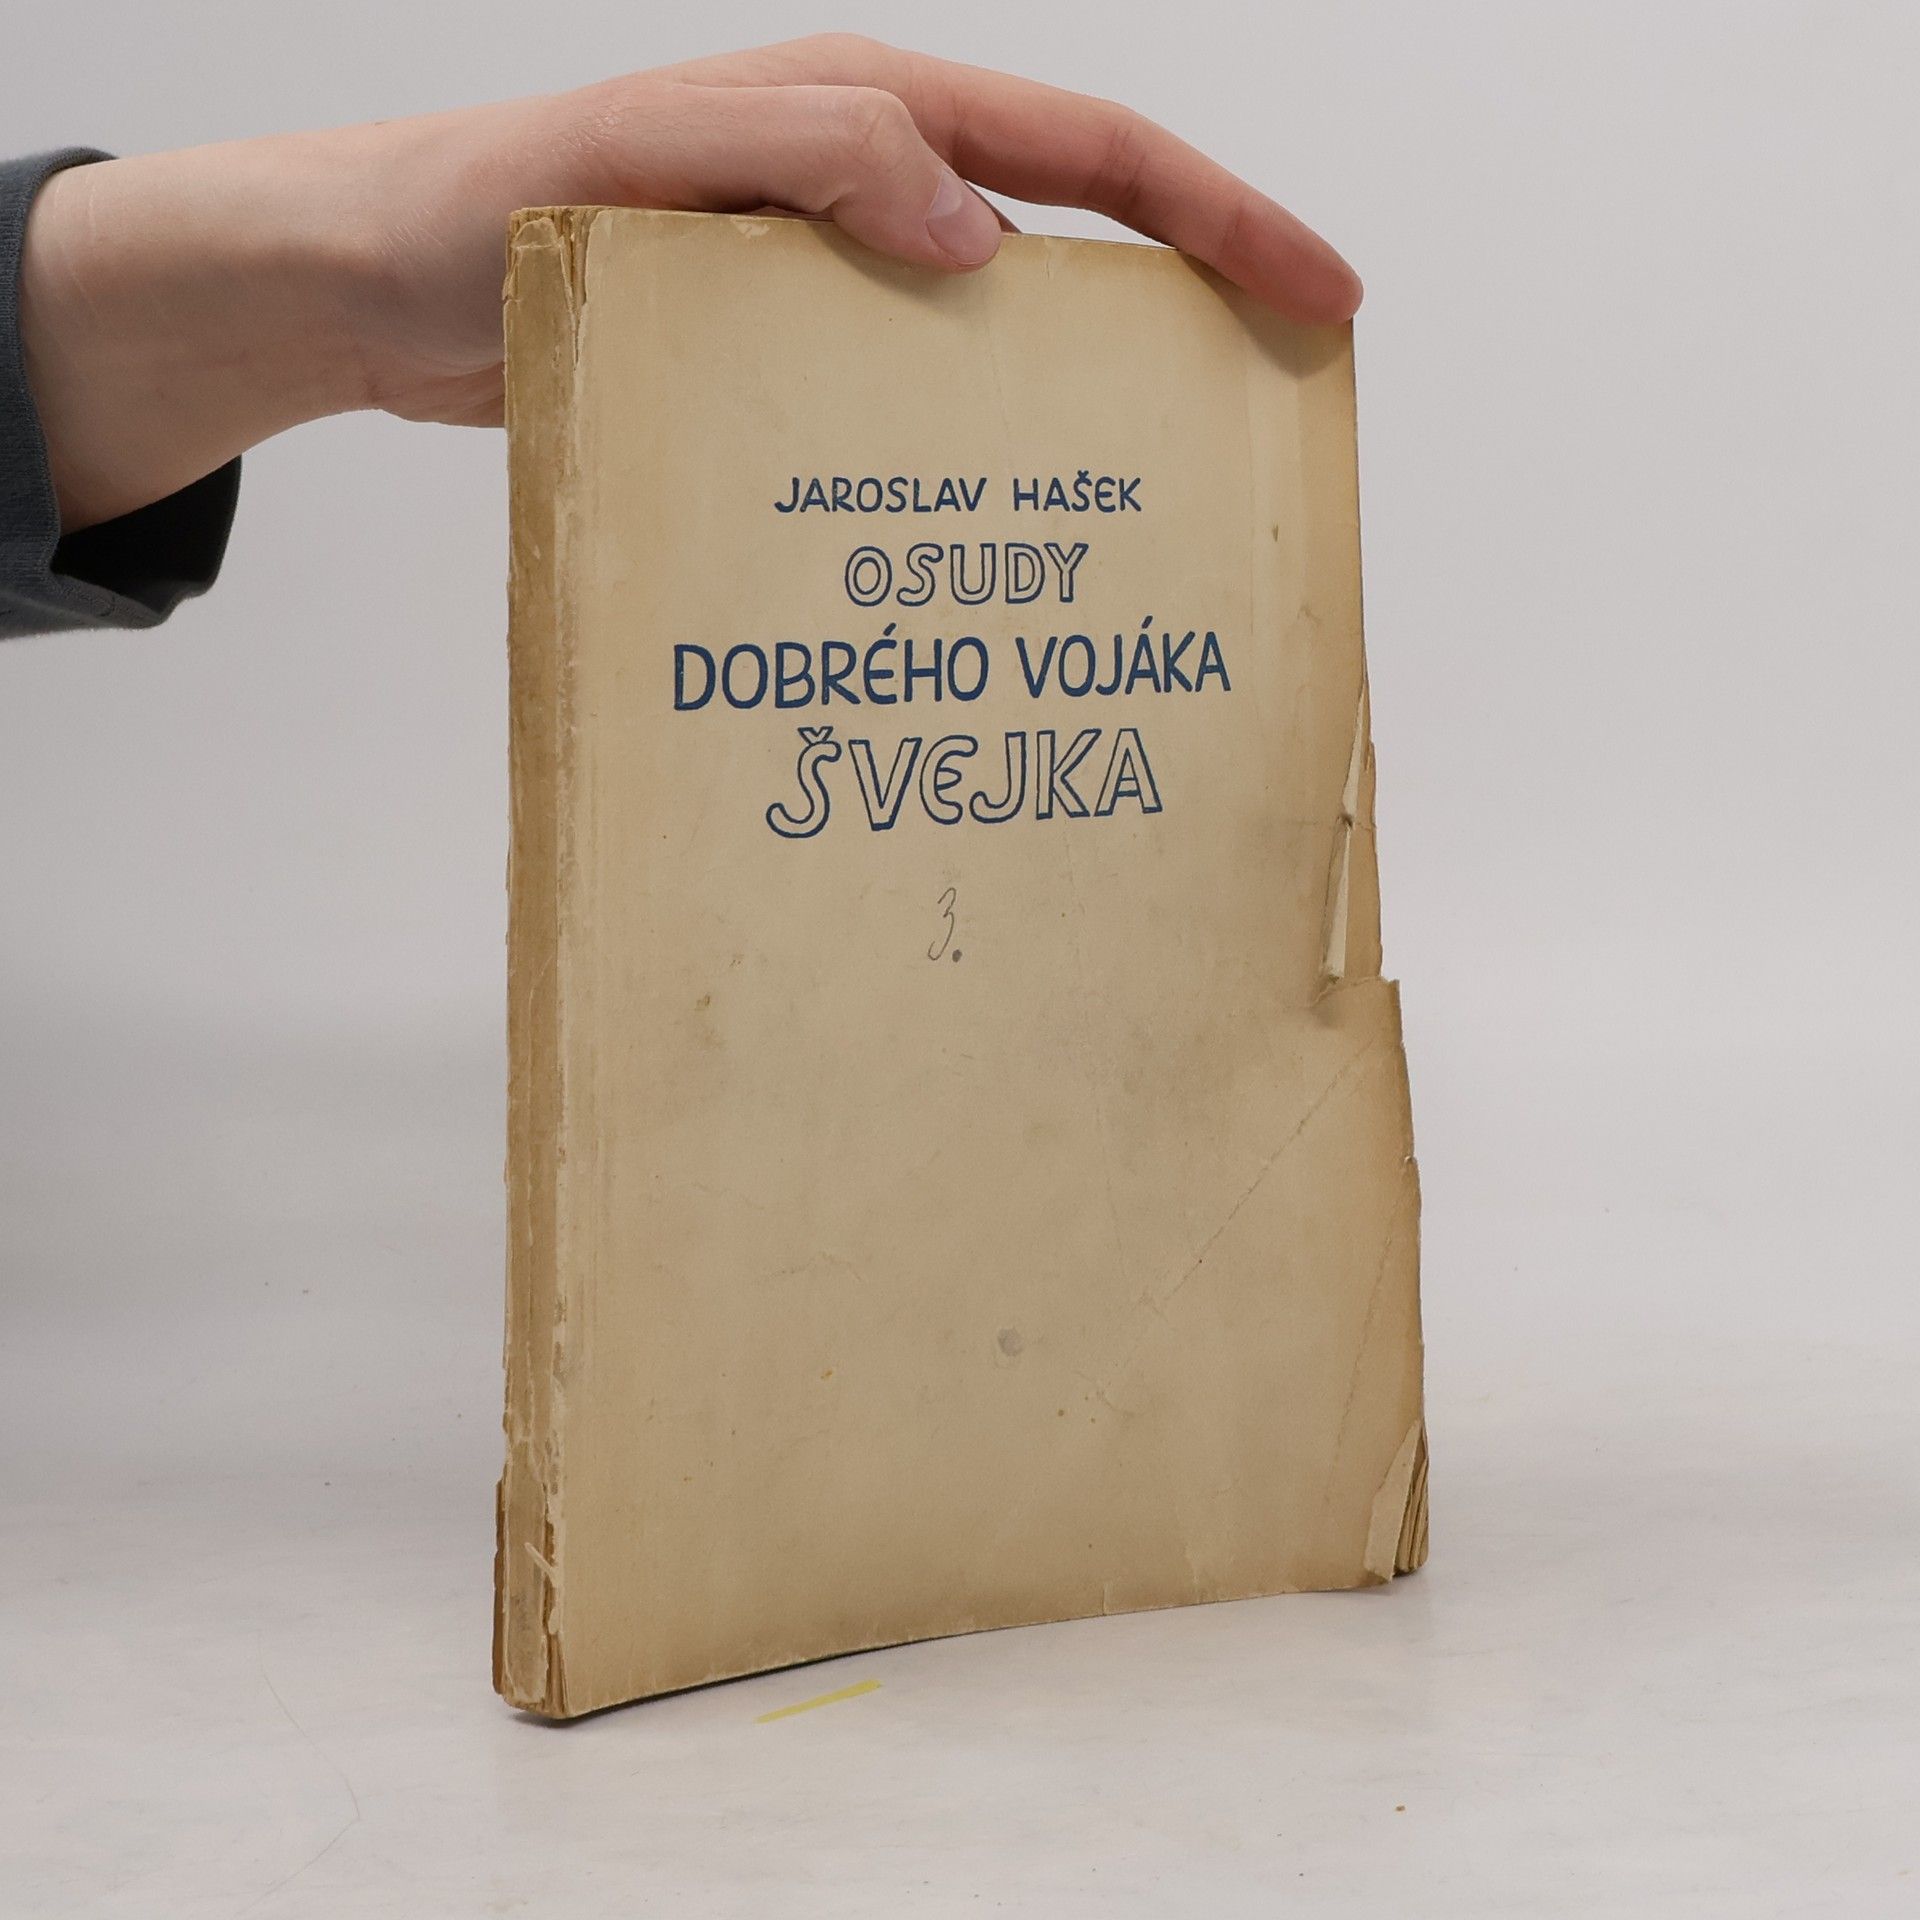 JAROSLAV HAŠEK
OSUDY
DOBRÉHO VOJÁKA
ŠVEJKA
3.